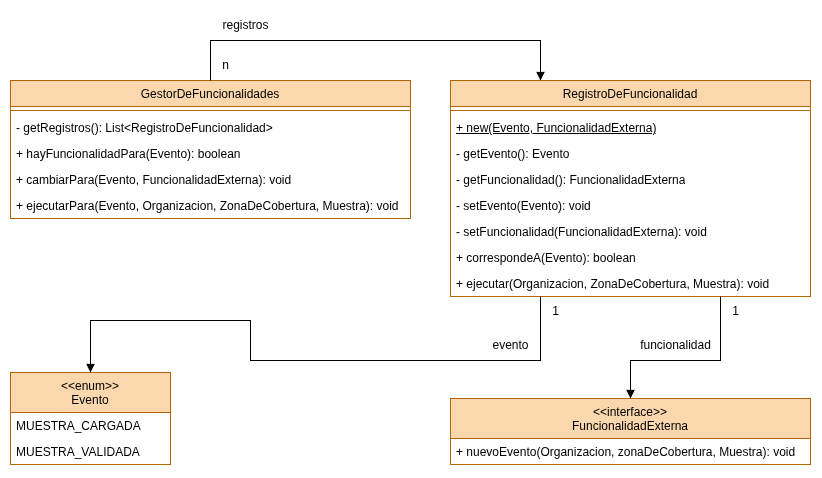 registros
n
GestorDeFuncionalidades
- getRegistros(): List<RegistroDeFuncionalidad>
+ hayFuncionalidadPara(Evento): boolean
+ cambiarPara(Evento, FuncionalidadExterna): void
+ ejecutarPara(Evento, Organizacion, ZonaDeCobertura, Muestra): void
RegistroDeFuncionalidad
+ new(Evento, FuncionalidadExterna)
- getEvento(): Evento
- getFuncionalidad(): FuncionalidadExterna
- setEvento(Evento): void
- setFuncionalidad(FuncionalidadExterna): void
+ correspondeA(Evento): boolean
+ ejecutar(Organizacion, ZonaDeCobertura, Muestra): void
1
1
evento
funcionalidad
<<enum>>
Evento
MUESTRA_CARGADA
MUESTRA_VALIDADA
<<interface>>
FuncionalidadExterna
+ nuevoEvento(Organizacion, zonaDeCobertura, Muestra): void